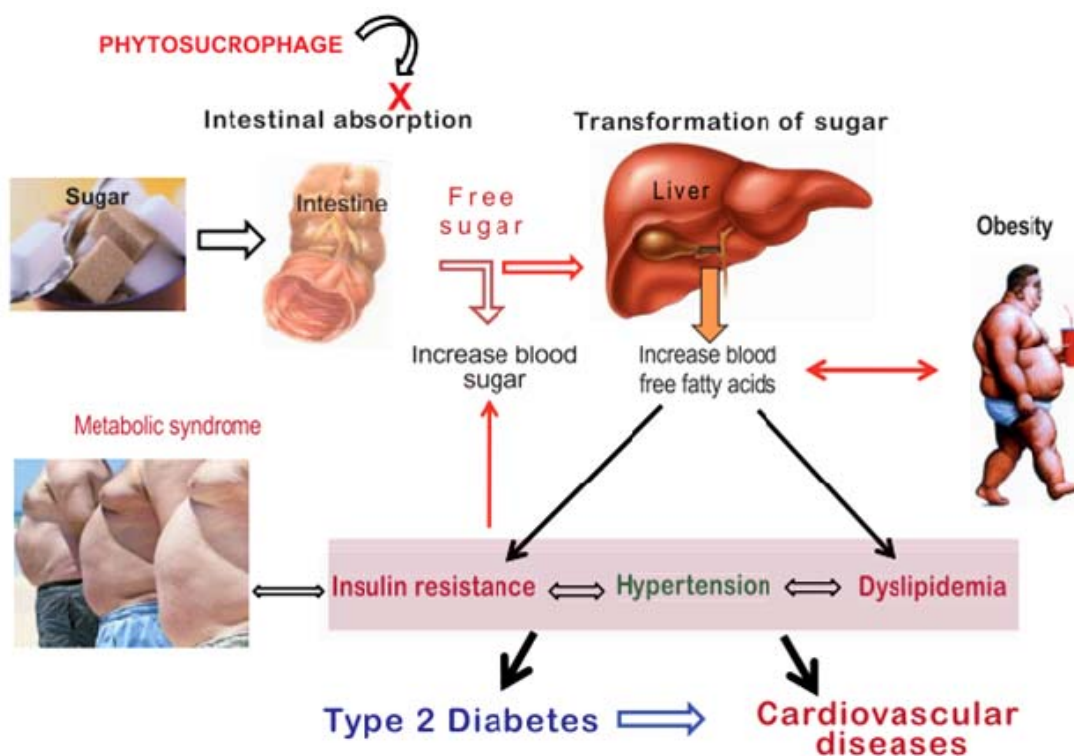 PHYTOSUCROPHAGE
X
Intestinal absorption
Transformation of sugar
Sugar
Intestine
Free
sugar
Liver
Obesity
Increase blood
sugar
Increase blood
free fatty acids
Metabolic syndrome
Insulin resistance
Hypertension
Dyslipidemia
Type 2 Diabetes
Cardiovascular
diseases